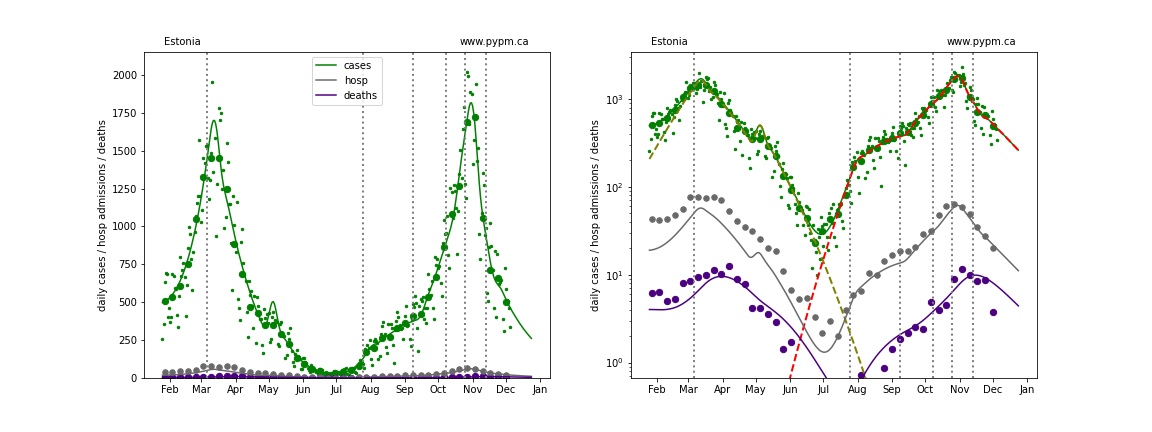 Estonia www.pypm.ca
cases
hosp
deaths
daily cases / hosp admissions / deaths
2000
1750
1500
1250
1000
750
500
250
0
Feb Mar Apr May Jun Jul Aug Sep Oct Nov Dec Jan
Estonia www.pypm.ca
daily cases / hosp admissions / deaths
10³
10²
10¹
10⁰
Feb Mar Apr May Jun Jul Aug Sep Oct Nov Dec Jan